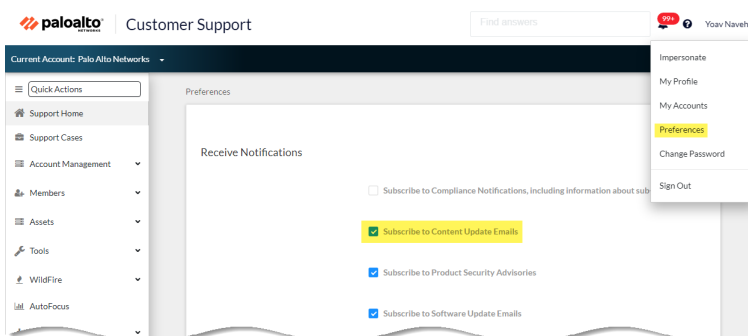 paloalto
NETWORKS
Customer Support
Find answers
99+
Yoav Naveh
Current Account: Palo Alto Networks
Quick Actions
Support Home
Support Cases
Account Management
Members
Assets
Tools
WildFire
AutoFocus
Preferences
Receive Notifications
Subscribe to Compliance Notifications, including information about sub
Subscribe to Content Update Emails
Subscribe to Product Security Advisories
Subscribe to Software Update Emails
Impersonate
My Profile
My Accounts
Preferences
Change Password
Sign Out